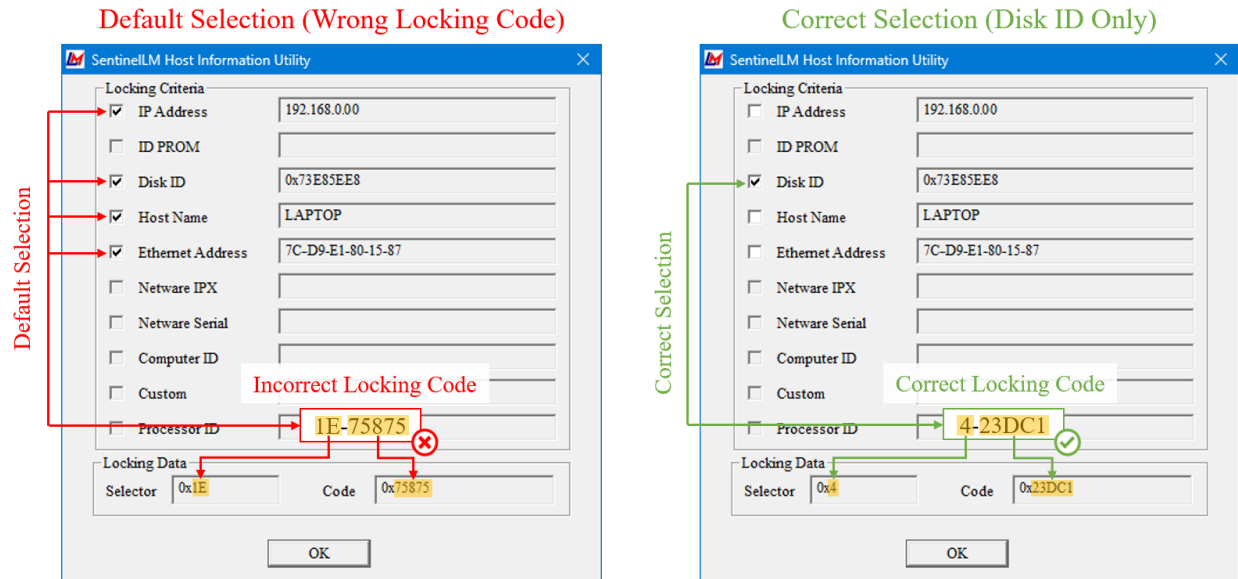 Default Selection (Wrong Locking Code)
SentinelLM Host Information Utility
Locking Criteria
IP Address 192.168.0.00
ID PROM
Disk ID 0x73E85EE8
Host Name LAPTOP
Ethernet Address 7C-D9-E1-80-15-87
Netware IPX
Netware Serial
Computer ID
Custom
Processor ID
Default Selection
Incorrect Locking Code
1E-75875
Locking Data
Selector 0x1E Code 0x75875
OK
Correct Selection (Disk ID Only)
SentinelLM Host Information Utility
Locking Criteria
IP Address 192.168.0.00
ID PROM
Disk ID 0x73E85EE8
Host Name LAPTOP
Ethernet Address 7C-D9-E1-80-15-87
Netware IPX
Netware Serial
Computer ID
Custom
Processor ID
Correct Selection
Correct Locking Code
4-23DC1
Locking Data
Selector 0x4 Code 0x23DC1
OK